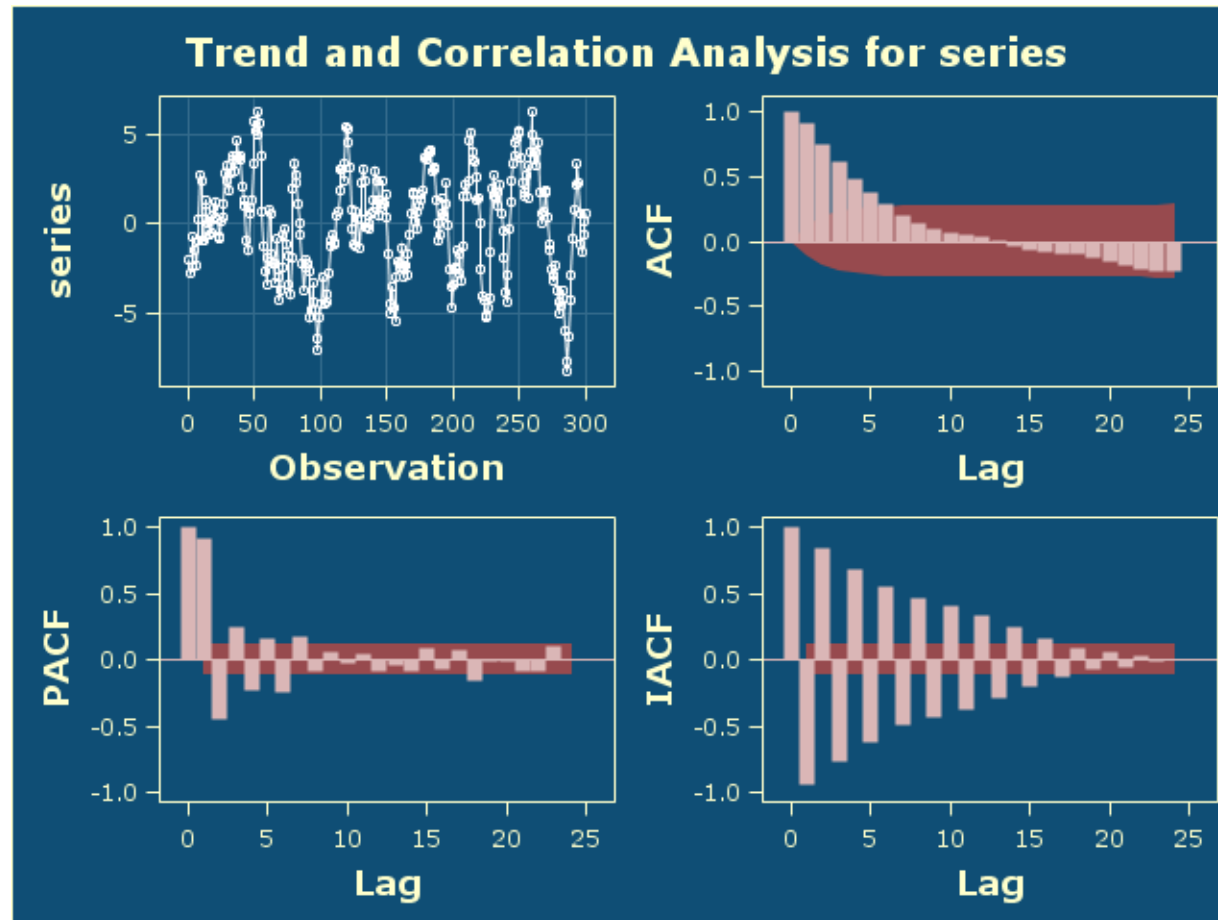 Trend and Correlation Analysis for series
series
5
0
-5
0 50 100 150 200 250 300
Observation
ACF
1.0
0.5
0.0
-0.5
-1.0
0 5 10 15 20 25
Lag
PACF
1.0
0.5
0.0
-0.5
-1.0
0 5 10 15 20 25
Lag
IACF
1.0
0.5
0.0
-0.5
-1.0
0 5 10 15 20 25
Lag